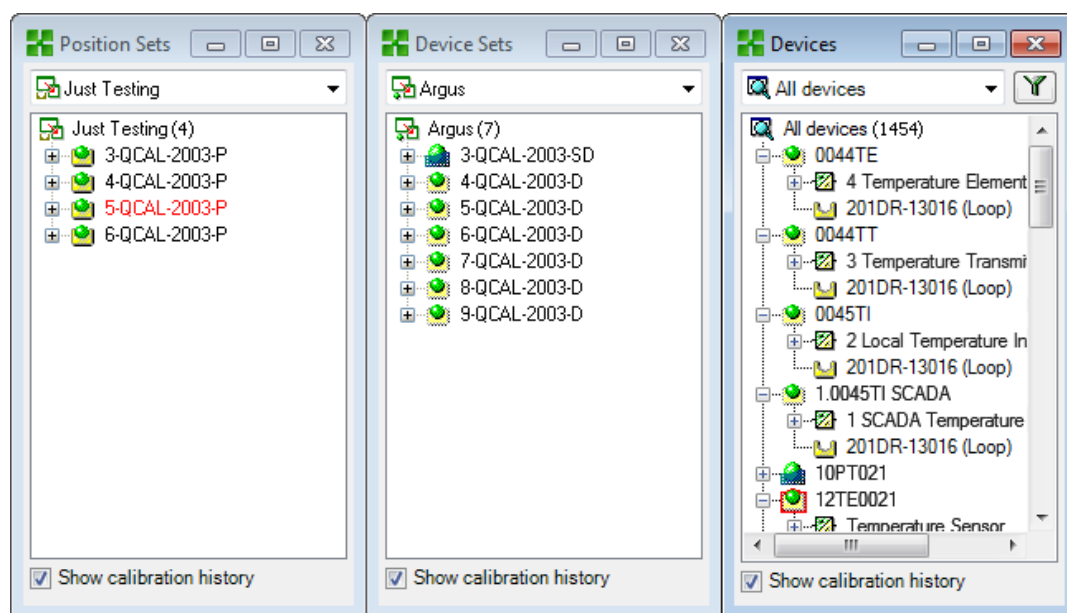 Position Sets
Just Testing
Just Testing (4)
3-QCAL-2003-P
4-QCAL-2003-P
5-QCAL-2003-P
6-QCAL-2003-P
Show calibration history
Device Sets
Argus
Argus (7)
3-QCAL-2003-SD
4-QCAL-2003-D
5-QCAL-2003-D
6-QCAL-2003-D
7-QCAL-2003-D
8-QCAL-2003-D
9-QCAL-2003-D
Show calibration history
Devices
All devices
All devices (1454)
0044TE
4 Temperature Element
201DR-13016 (Loop)
0044TT
3 Temperature Transmi
201DR-13016 (Loop)
0045TI
2 Local Temperature In
201DR-13016 (Loop)
1.0045TI SCADA
1 SCADA Temperature
201DR-13016 (Loop)
10PT021
12TE0021
Temperature Sensor
Show calibration history